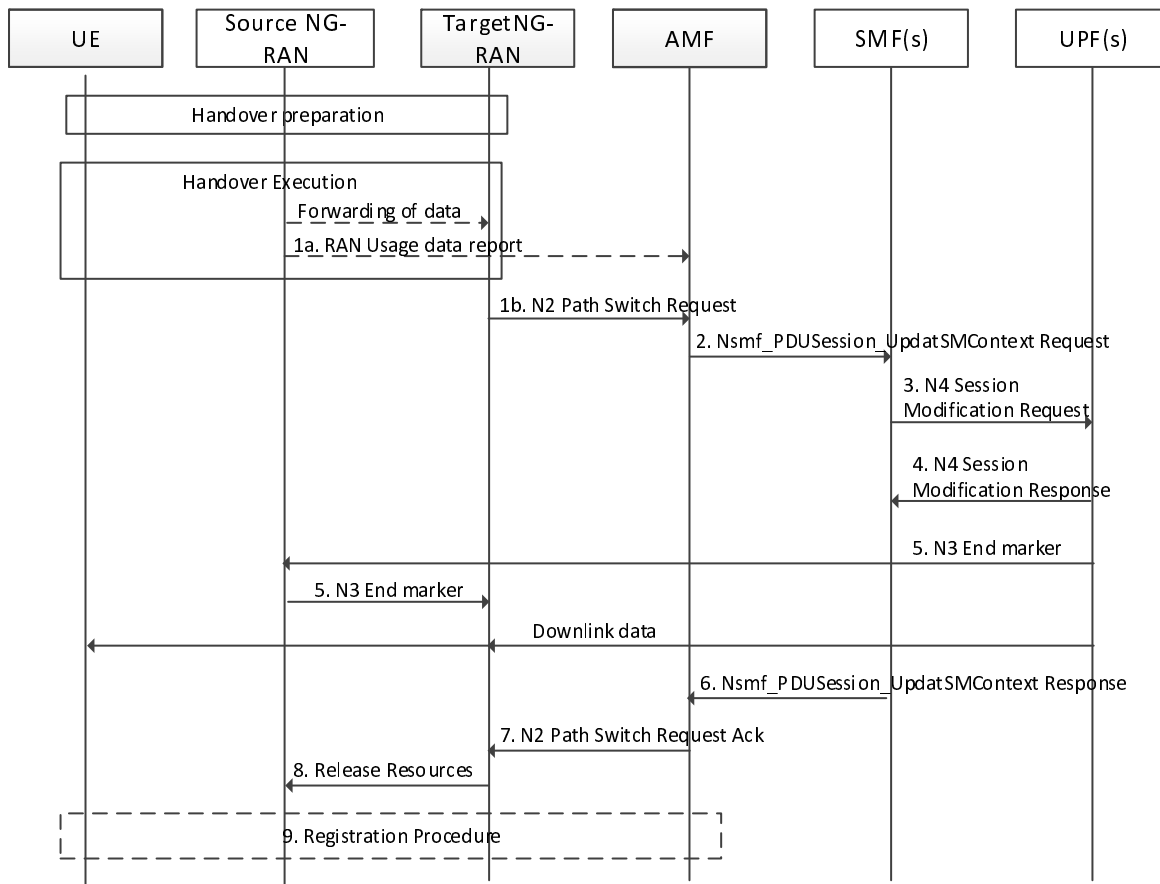 UE
Source NG-
RAN
TargetNG-
RAN
AMF
SMF(s)
UPF(s)
Handover preparation
Handover Execution
Forwarding of data
1a. RAN Usage data report
1b. N2 Path Switch Request
2. Nsmf_PDUSession_UpdatSMContext Request
3. N4 Session
Modification Request
4. N4 Session
Modification Response
5. N3 End marker
5. N3 End marker
Downlink data
6. Nsmf_PDUSession_UpdatSMContext Response
7. N2 Path Switch Request Ack
8. Release Resources
9. Registration Procedure